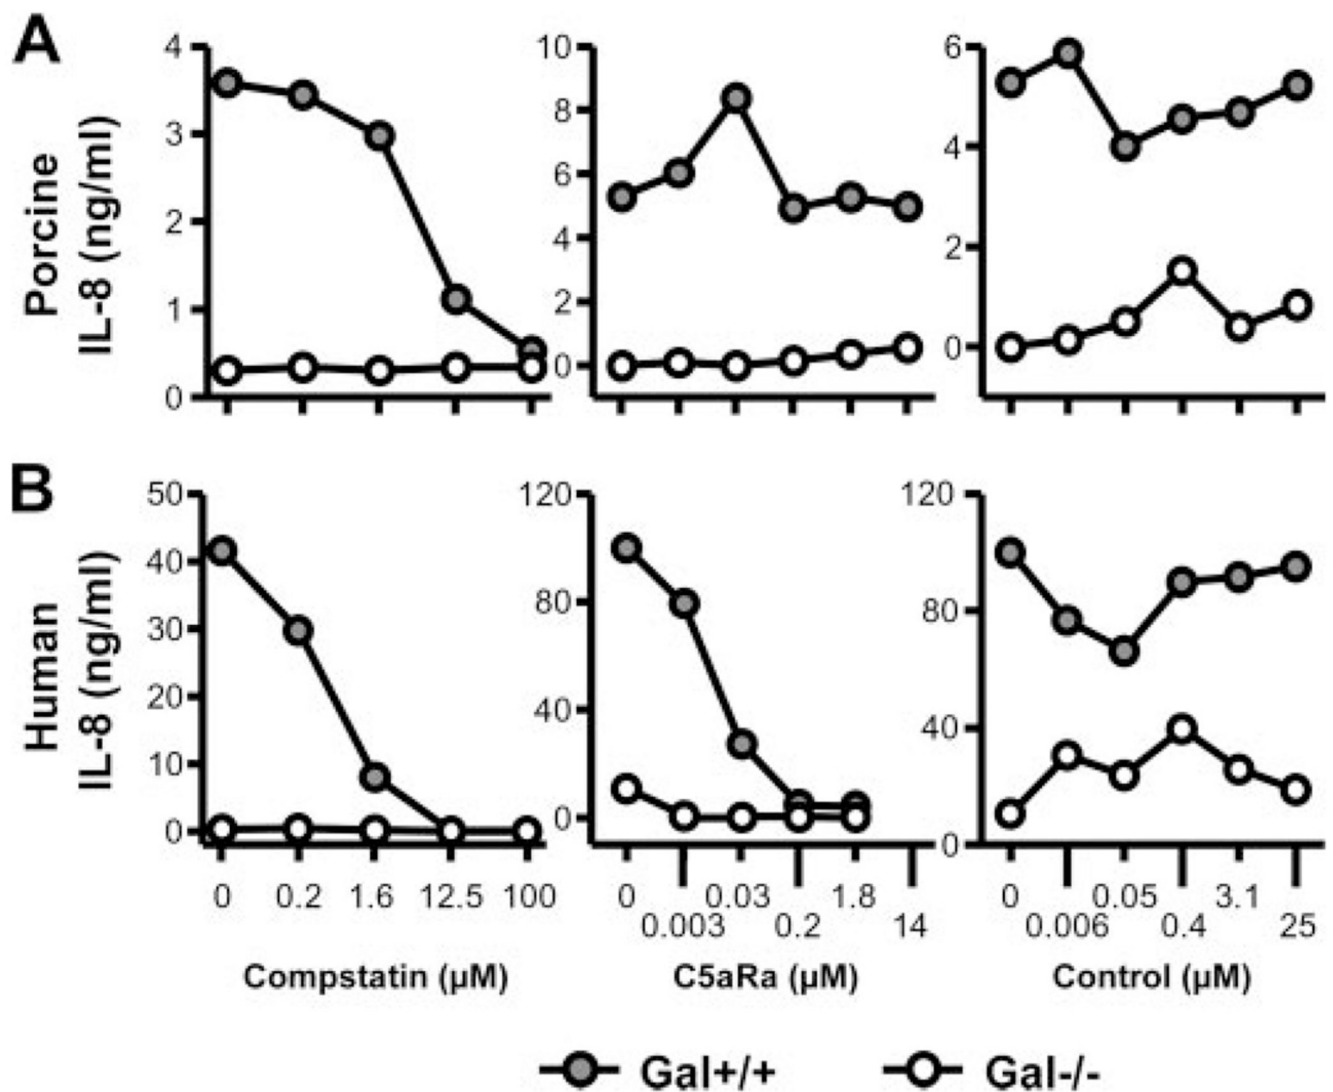 A
Porcine
IL-8 (ng/ml)
4
3
2
1
0
10
8
6
4
2
0
6
4
2
0
B
Human
IL-8 (ng/ml)
50
40
30
20
10
0
120
80
40
0
120
80
40
0
0 0.2 1.6 12.5 100
Compstatin (µM)
0 0.03 1.8
0.003 0.2 14
C5aRa (µM)
0 0.05 3.1
0.006 0.4 25
Control (µM)
Gal+/+ Gal-/-